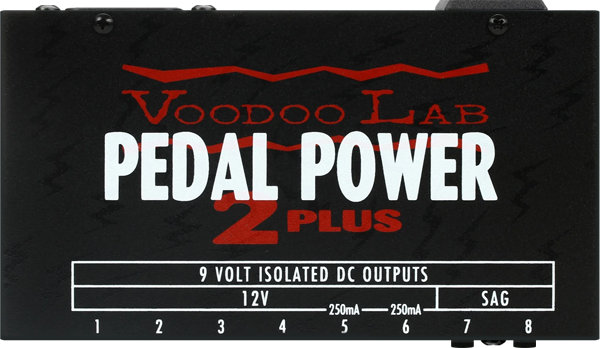 VOODOO LAB
PEDAL POWER
2 PLUS
9 VOLT ISOLATED DC OUTPUTS
12V SAG
250mA 250mA
1 2 3 4 5 6 7 8